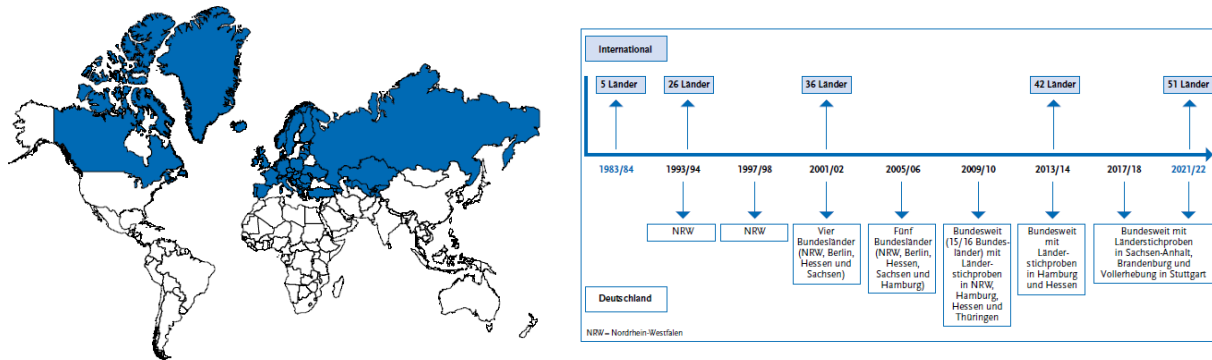 International
5 Länder
26 Länder
36 Länder
42 Länder
51 Länder
1983/84
1993/94
1997/98
2001/02
2005/06
2009/10
2013/14
2017/18
2021/22
NRW
NRW
Vier
Bundesländer
(NRW, Berlin,
Hessen und
Sachsen)
Fünf
Bundesländer
(NRW, Berlin,
Hessen,
Sachsen und
Hamburg)
Bundesweit
(15/16 Bundes-
länder) mit
Länder-
stichproben
in NRW,
Hamburg,
Hessen und
Thüringen
Bundesweit
mit
Länder-
stichproben
in Hamburg
und Hessen
Bundesweit mit
Länderstichproben
in Sachsen-Anhalt,
Brandenburg und
Vollerhebung in Stuttgart
Deutschland
NRW= Nordrhein-Westfalen